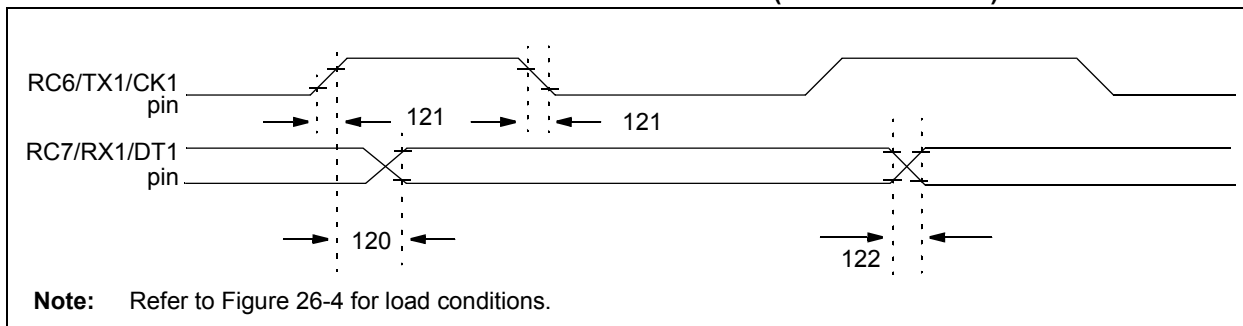 RC6/TX1/CK1
pin
121
121
RC7/RX1/DT1
pin
120
122
Note: Refer to Figure 26-4 for load conditions.